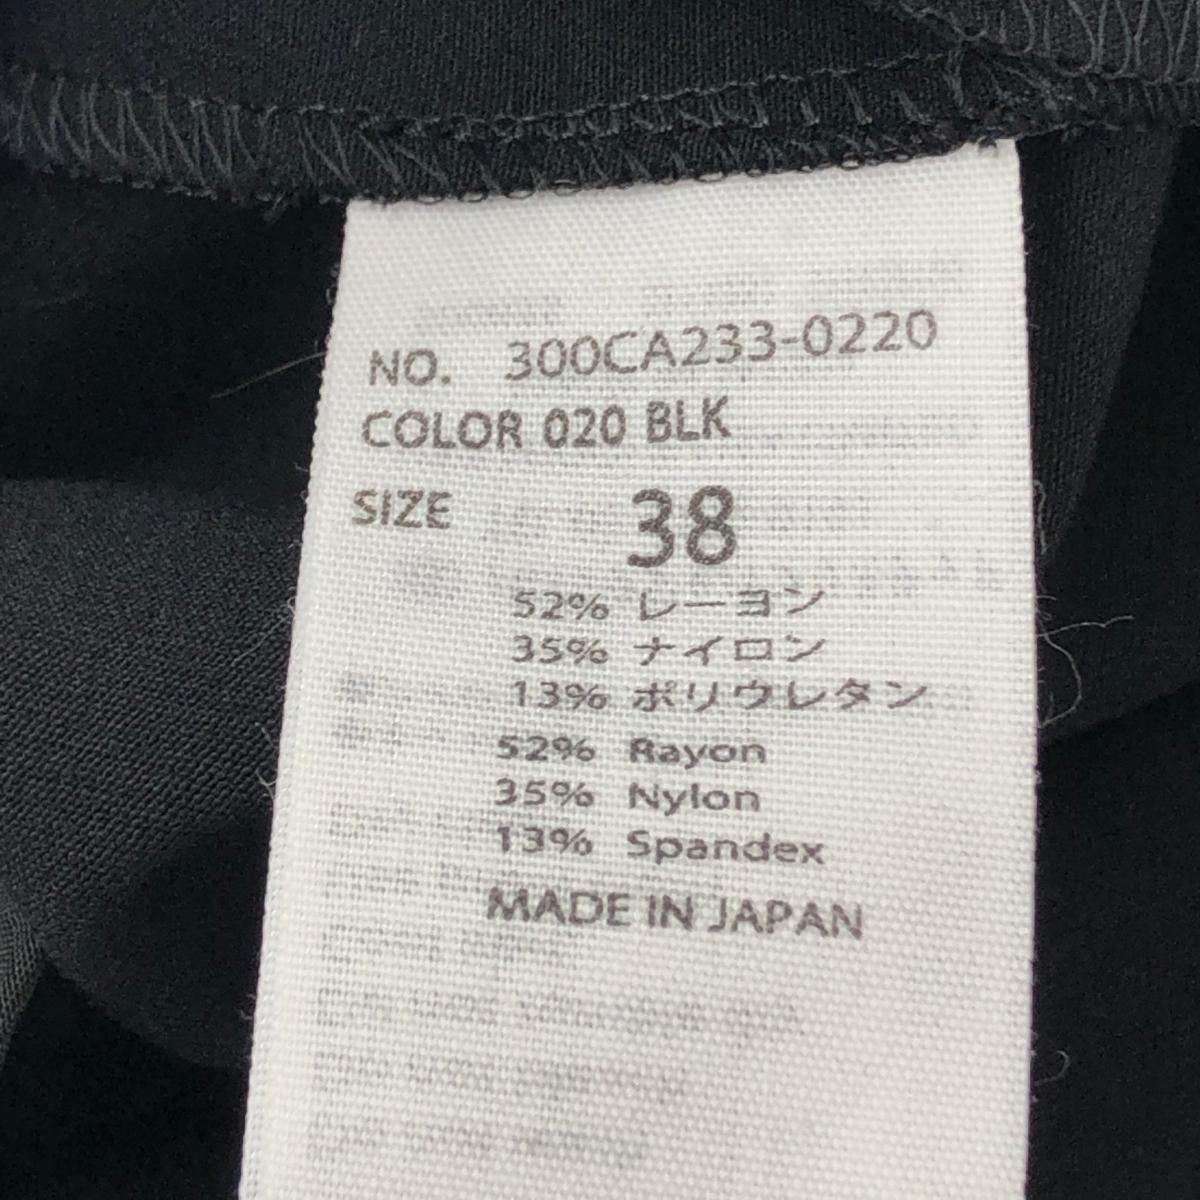 NO. 300CA233-0220
COLOR 020 BLK
SIZE 38
52% レーヨン
35% ナイロン
13% ポリウレタン
52% Rayon
35% Nylon
13% Spandex
MADE IN JAPAN